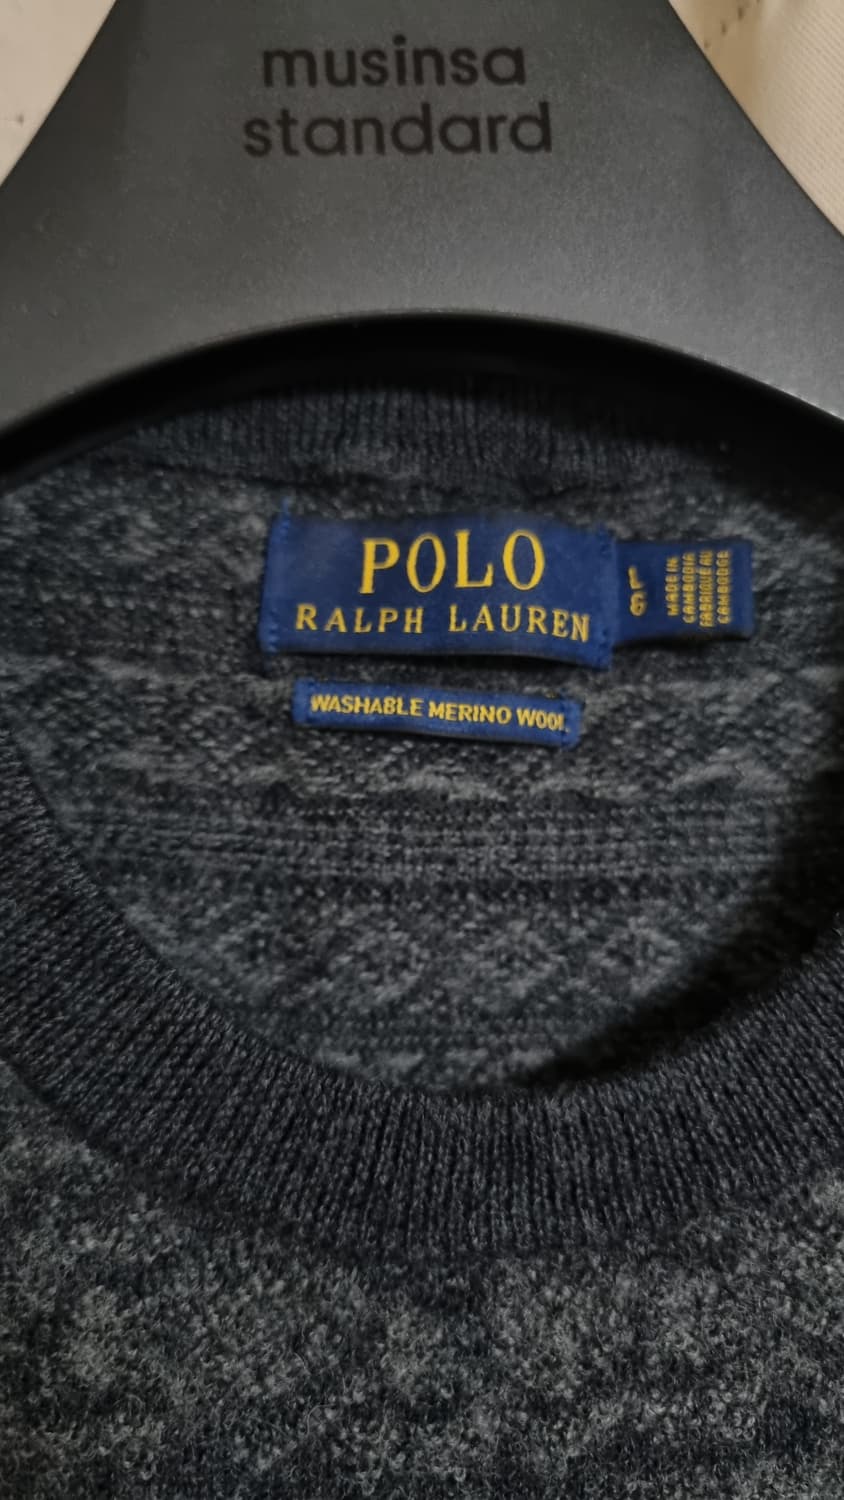 musinsa
standard
POLO
RALPH LAUREN
L
G
MADE IN
CAMBODIA
FABRIQUÉ AU
CAMBODGE
WASHABLE MERINO WOOL